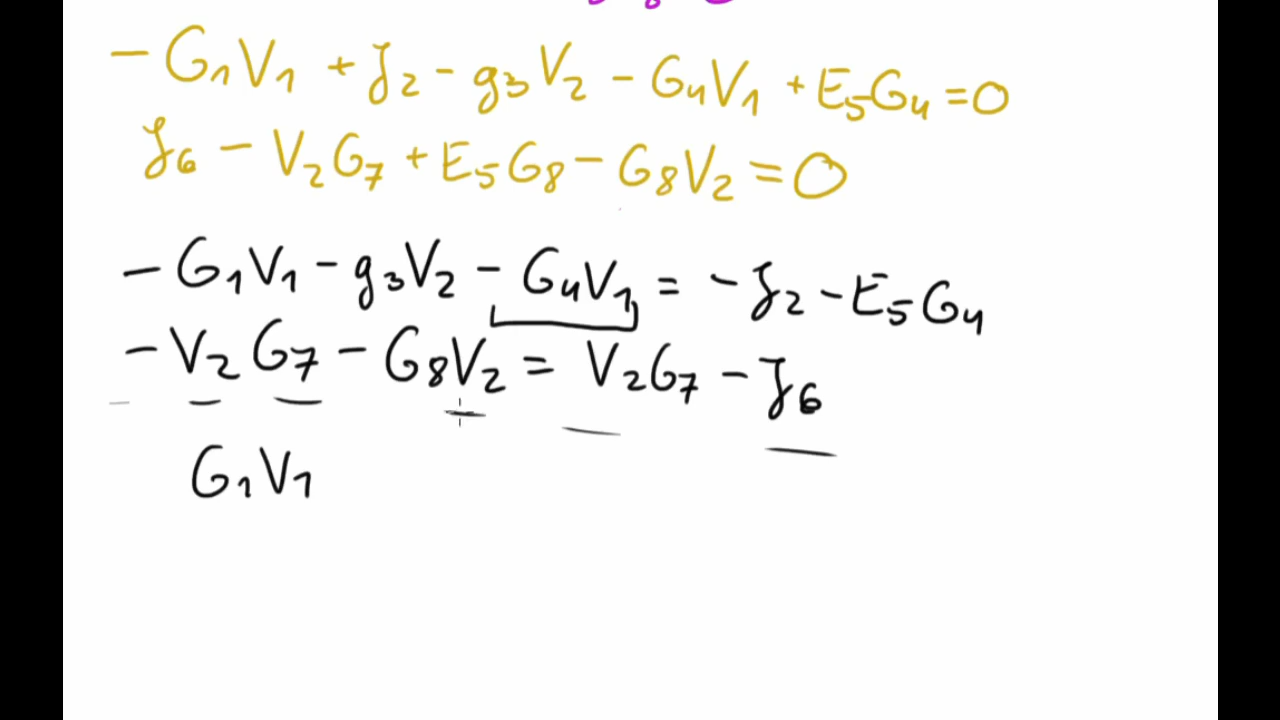 -G₁V₁ + J₂ - g₃V₂ - G₄V₁ + E₅G₄ = 0
J₆ - V₂G₇ + E₅G₈ - G₈V₂ = 0
-G₁V₁ - g₃V₂ - G₄V₁ = -J₂ - E₅G₄
-V₂G₇ - G₈V₂ = V₂G₇ - J₆
G₁V₁